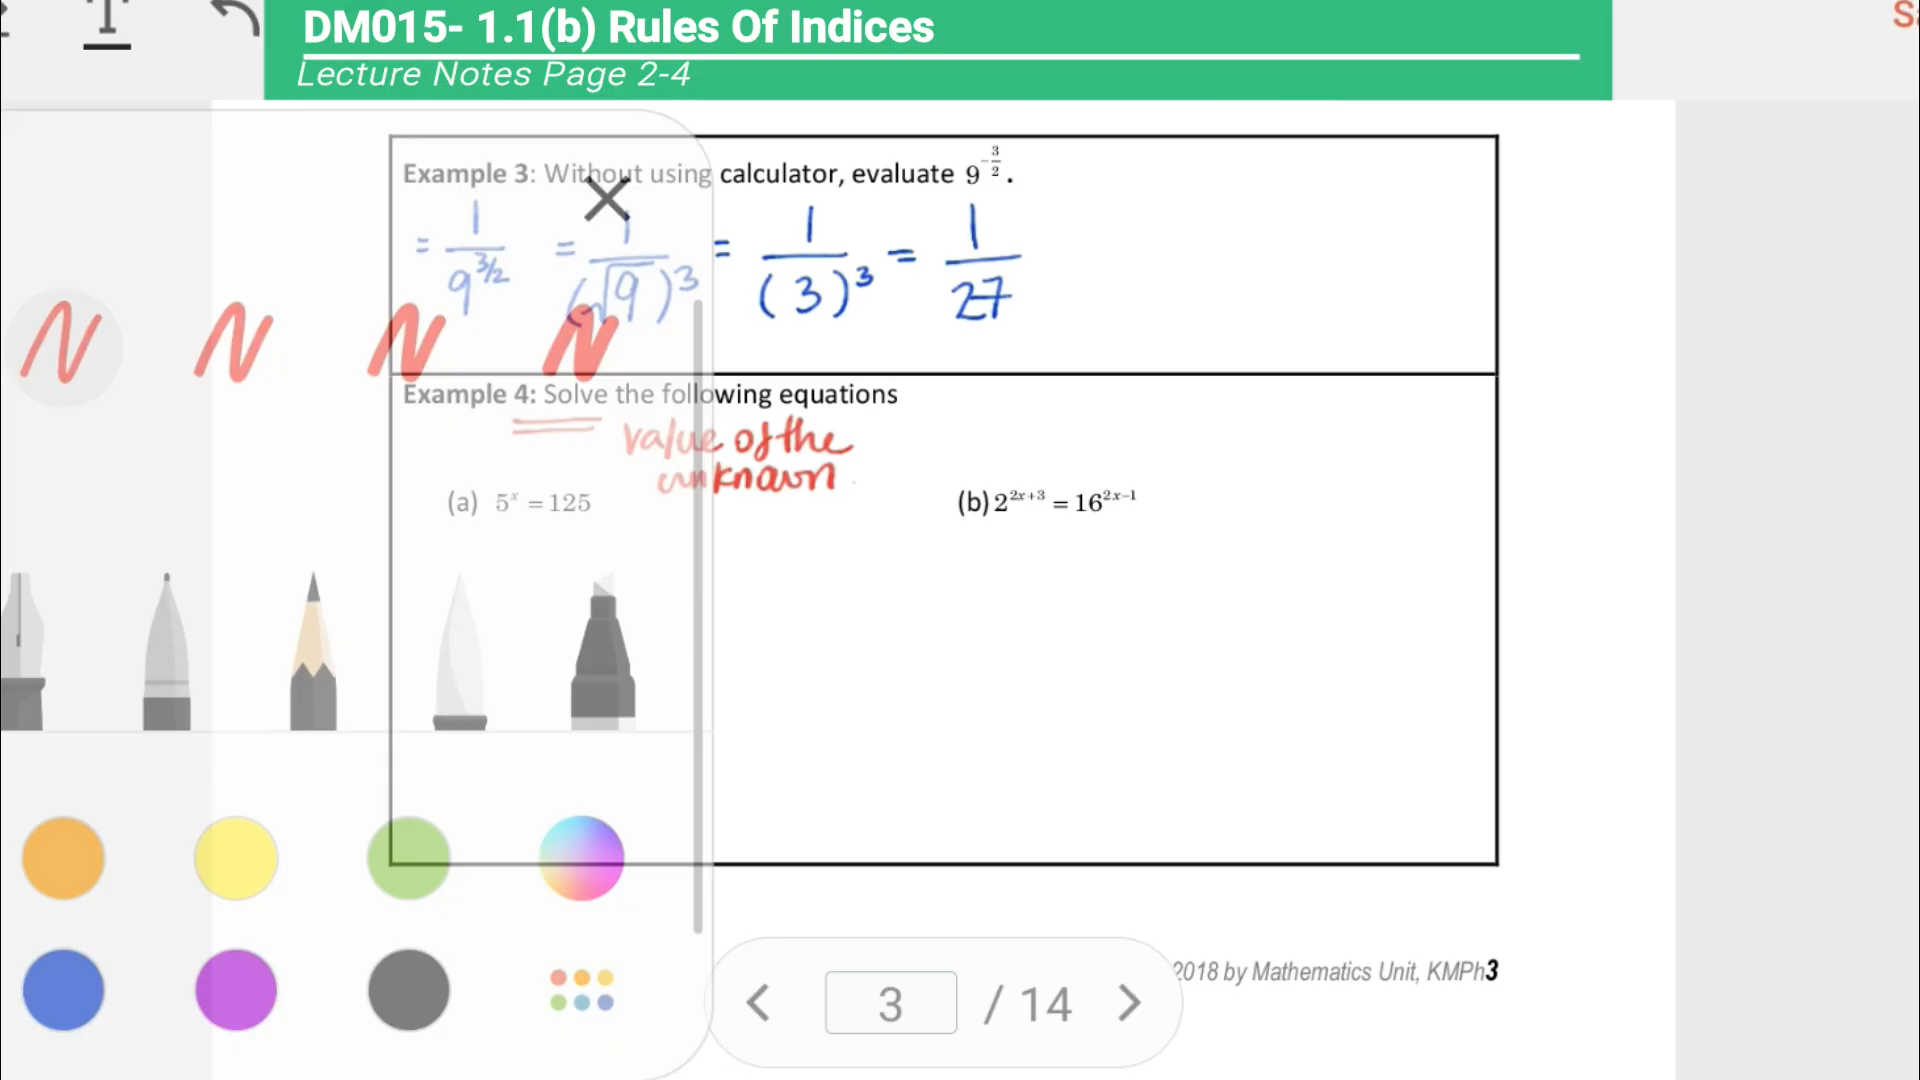 DM015- 1.1(b) Rules Of Indices
Lecture Notes Page 2-4
Example 3: Without using calculator, evaluate 9^{-3/2}.
= 1/9^{3/2} = 1/(√9)^3 = 1/(3)^3 = 1/27
Example 4: Solve the following equations
value of the
unknown
(a) 5^x = 125 (b) 2^{2x+3} = 16^{2x-1}
2018 by Mathematics Unit, KMPh3
3 / 14